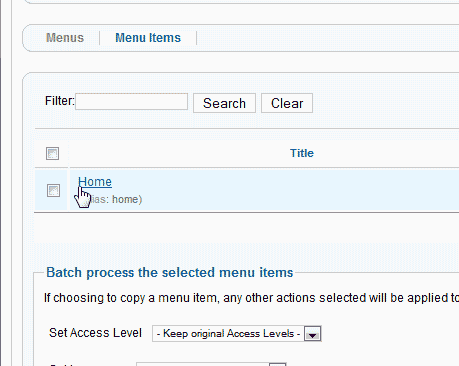 Menus Menu Items
Filter: Search Clear
Title
Home
ias: home)
Batch process the selected menu items
If choosing to copy a menu item, any other actions selected will be applied to
Set Access Level - Keep original Access Levels -